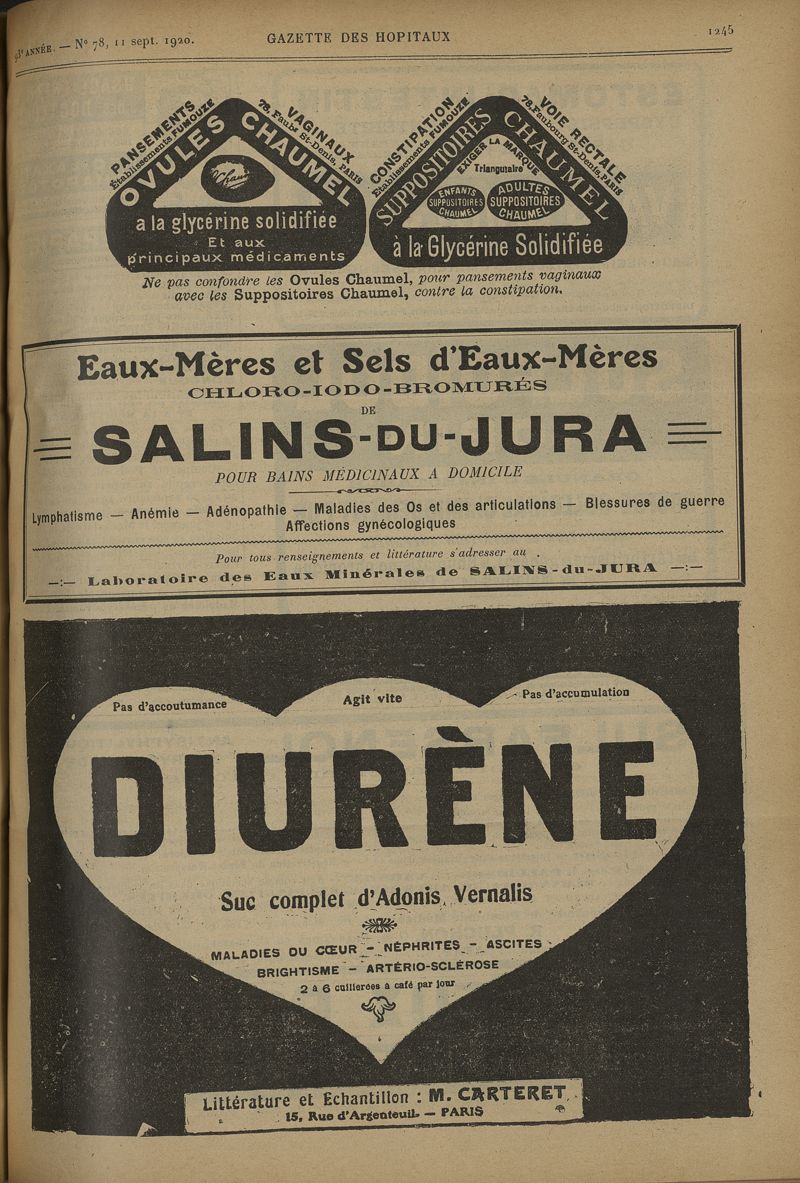 93e ANNÉE. — N° 78, 11 sept. 1920.
GAZETTE DES HOPITAUX
1245
PANSEMENTS VAGINAUX
Établissements FUMOUZE 78, Faubg St-Denis, PARIS
OVULES CHAUMEL
a la glycérine solidifiée
Et aux
principaux médicaments
CONSTIPATION VOIE RECTALE
Établissements FUMOUZE 78, Faubourg St-Denis, PARIS
SUPPOSITOIRES CHAUMEL
EXIGER LA MARQUE
Triangulaire
ENFANTS
SUPPOSITOIRES
CHAUMEL
ADULTES
SUPPOSITOIRES
CHAUMEL
à la Glycérine Solidifiée
Ne pas confondre les Ovules Chaumel, pour pansements vaginaux
avec les Suppositoires Chaumel, contre la constipation.
Eaux-Mères et Sels d'Eaux-Mères
CHLORO-IODO-BROMURÉS
DE
SALINS-DU-JURA
POUR BAINS MÉDICINAUX A DOMICILE
Lymphatisme — Anémie — Adénopathie — Maladies des Os et des articulations — Blessures de guerre
Affections gynécologiques
Pour tous renseignements et littérature s'adresser au
—:— Laboratoire des Eaux Minérales de SALINS-du-JURA —:—
Pas d'accoutumance
Agit vite
Pas d'accumulation
DIURÈNE
Suc complet d'Adonis Vernalis
MALADIES DU CŒUR - NÉPHRITES - ASCITES
BRIGHTISME - ARTÉRIO-SCLÉROSE
2 à 6 cuillerées à café par jour
Littérature et Echantillon : M. CARTERET
15, Rue d'Argenteuil. — PARIS